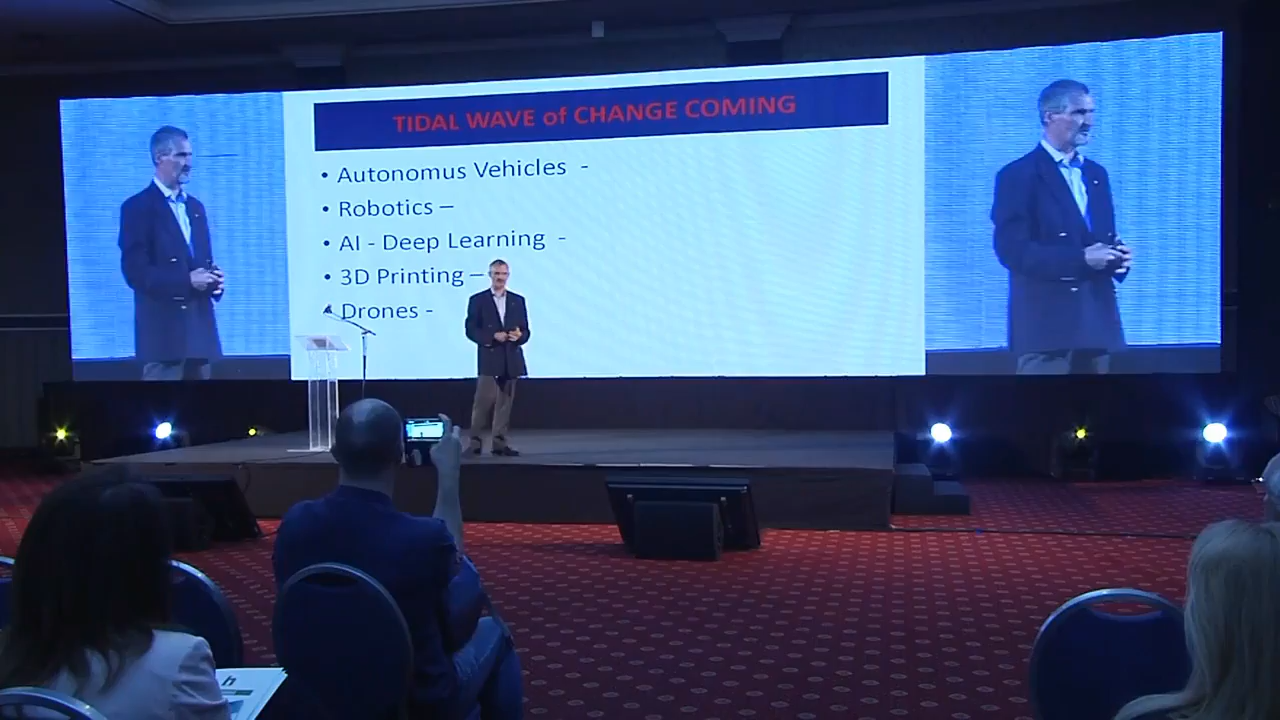 TIDAL WAVE of CHANGE COMING
• Autonomus Vehicles -
• Robotics –
• AI - Deep Learning -
• 3D Printing –
• Drones -